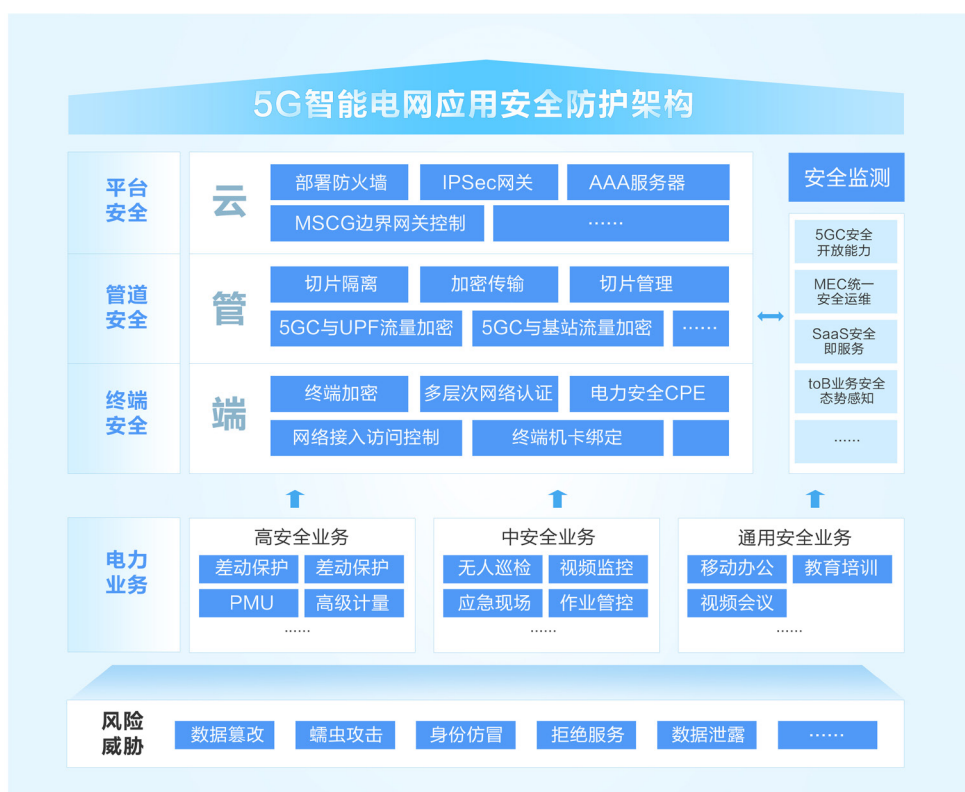 5G智能电网应用安全防护架构
平台
安全
云
部署防火墙
IPSec网关
AAA服务器
MSCG边界网关控制
······
管道
安全
管
切片隔离
加密传输
切片管理
5GC与UPF流量加密
5GC与基站流量加密
······
终端
安全
端
终端加密
多层次网络认证
电力安全CPE
网络接入访问控制
终端机卡绑定
安全监测
5GC安全
开放能力
MEC统一
安全运维
SaaS安全
即服务
toB业务安全
态势感知
······
电力
业务
高安全业务
差动保护
差动保护
PMU
高级计量
······
中安全业务
无人巡检
视频监控
应急现场
作业管控
······
通用安全业务
移动办公
教育培训
视频会议
······
风险
威胁
数据篡改
蠕虫攻击
身份仿冒
拒绝服务
数据泄露
······